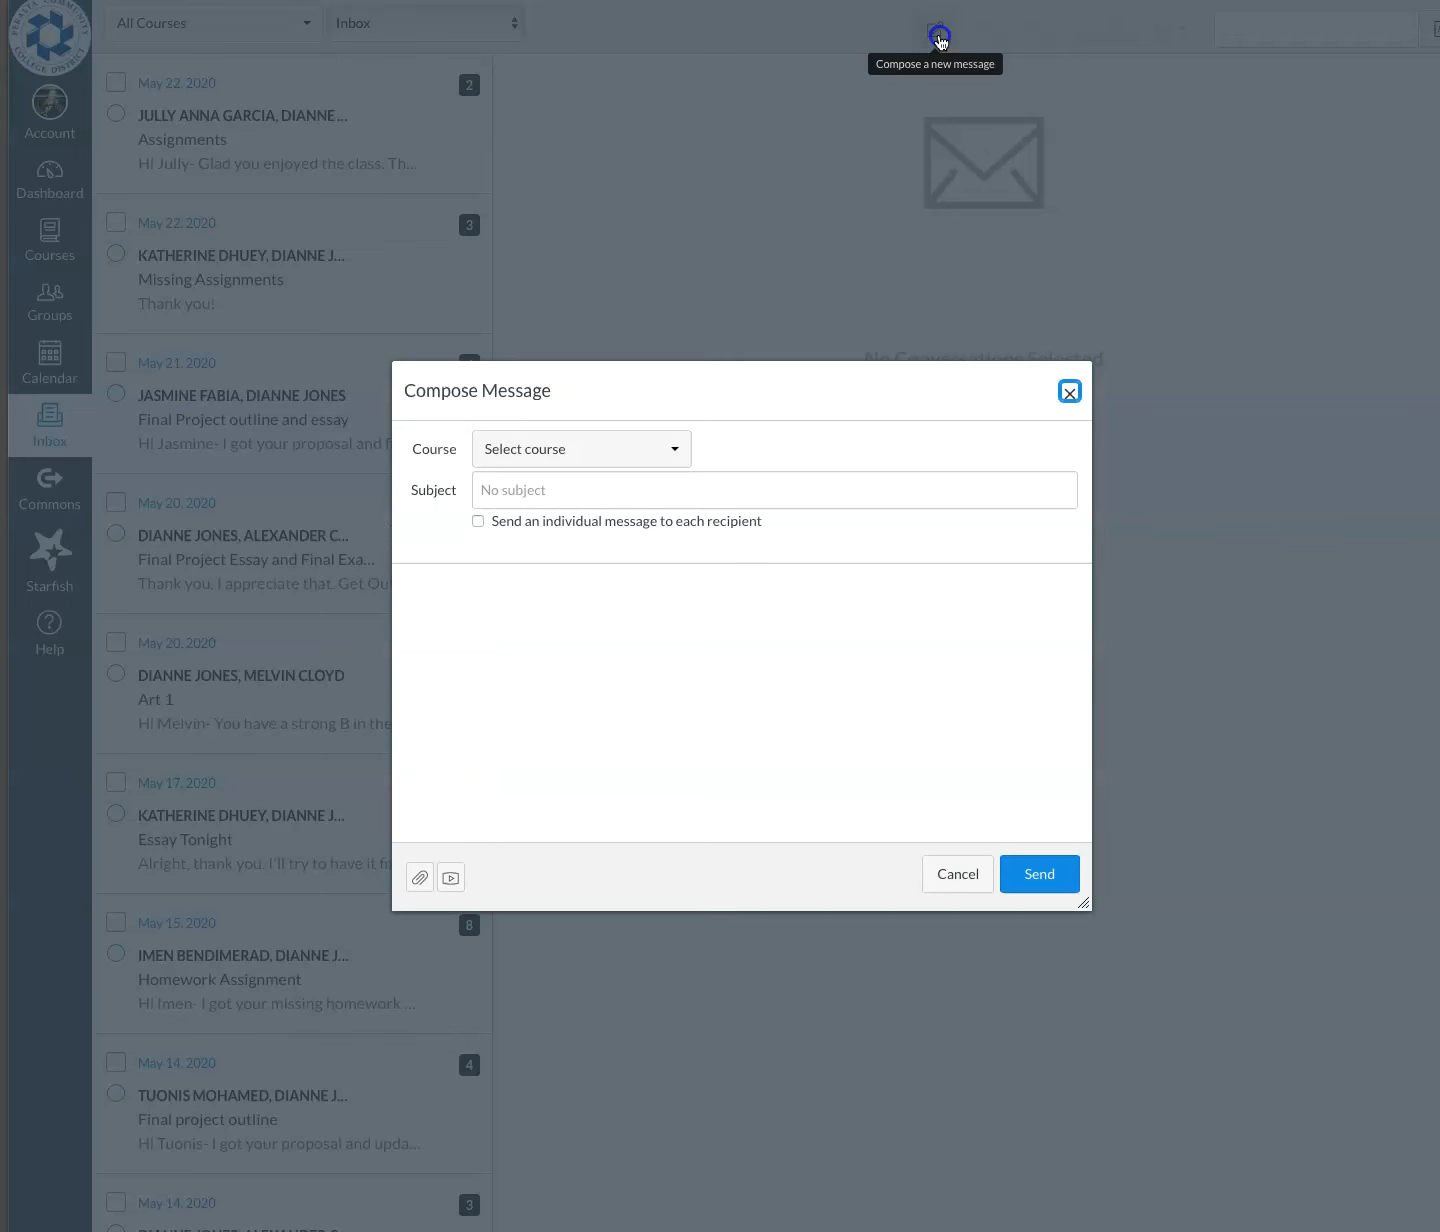 PERALTA COMMUNITY
COLLEGE DISTRICT
All Courses
Inbox
Compose a new message
Account
Dashboard
Courses
Groups
Calendar
Inbox
Commons
Starfish
Help
May 22, 2020
2
JULLY ANNA GARCIA, DIANNE...
Assignments
Hi Jully- Glad you enjoyed the class. Th...
May 22, 2020
3
KATHERINE DHUEY, DIANNE J...
Missing Assignments
Thank you!
May 21, 2020
JASMINE FABIA, DIANNE JONES
Final Project outline and essay
Hi Jasmine- I got your proposal and
May 20, 2020
DIANNE JONES, ALEXANDER C...
Final Project Essay and Final Exa...
Thank you. I appreciate that. Get
May 20, 2020
DIANNE JONES, MELVIN CLOYD
Art 1
Hi Melvin- You have a strong B in the
May 17, 2020
KATHERINE DHUEY, DIANNE J...
Essay Tonight
Alright, thank you. I'll try to have it
May 15, 2020
8
IMEN BENDIMERAD, DIANNE J...
Homework Assignment
Hi Imen- I got your missing homework ...
May 14, 2020
4
TUONIS MOHAMED, DIANNE J...
Final project outline
Hi Tuonis- I got your proposal and upda...
May 14, 2020
3
No Conversations Selected
Compose Message
Course
Select course
Subject
No subject
Send an individual message to each recipient
Cancel
Send